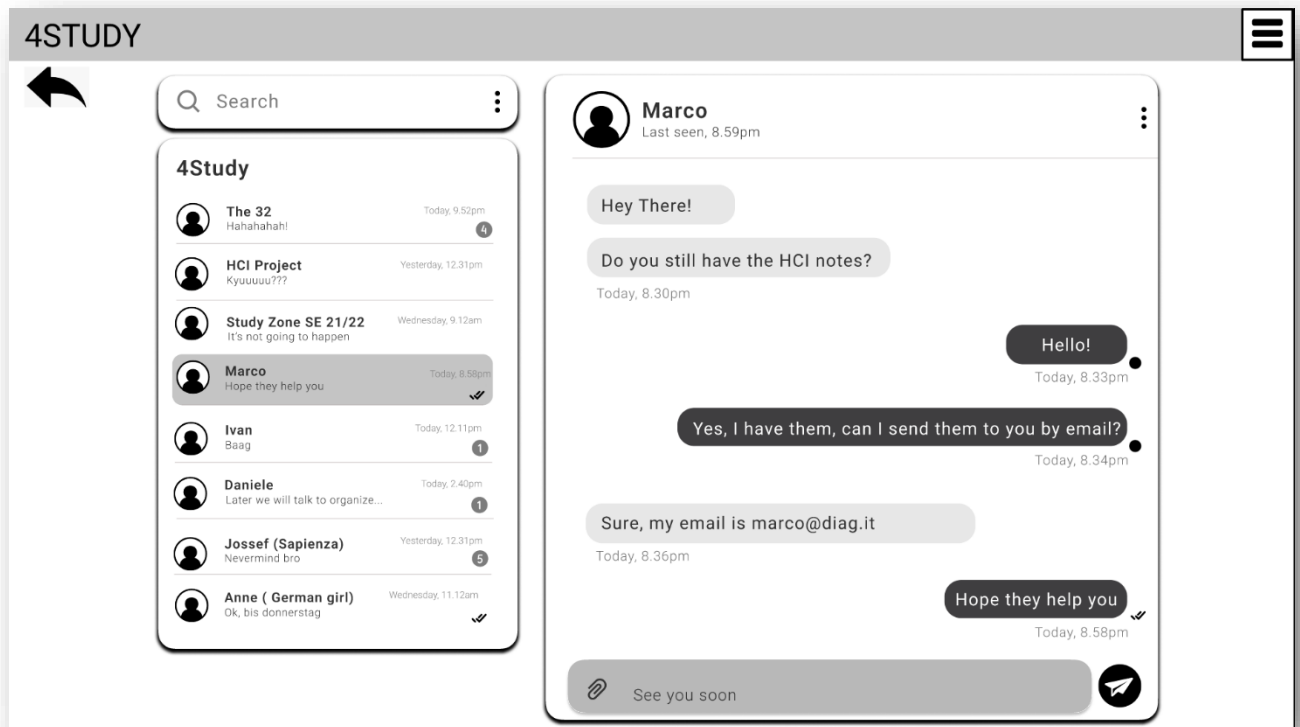 4STUDY
Search
4Study
The 32
Today, 9.52pm
Hahahahah!
4
HCI Project
Yesterday, 12.31pm
Kyuuuuu???
Study Zone SE 21/22
Wednesday, 9.12am
It's not going to happen
Marco
Today, 8.58pm
Hope they help you
Ivan
Today, 12.11pm
Baag
1
Daniele
Today, 2.40pm
Later we will talk to organize...
1
Jossef (Sapienza)
Yesterday, 12.31pm
Nevermind bro
5
Anne ( German girl)
Wednesday, 11.12am
Ok, bis donnerstag
Marco
Last seen, 8.59pm
Hey There!
Do you still have the HCI notes?
Today, 8.30pm
Hello!
Today, 8.33pm
Yes, I have them, can I send them to you by email?
Today, 8.34pm
Sure, my email is marco@diag.it
Today, 8.36pm
Hope they help you
Today, 8.58pm
See you soon